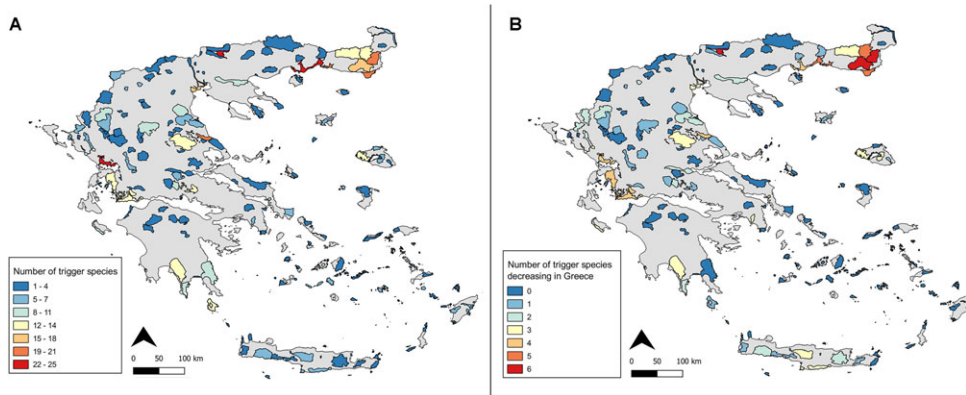 A
Number of trigger species
1 - 4
5 - 7
8 - 11
12 - 14
15 - 18
19 - 21
22 - 25
0 50 100 km
B
Number of trigger species
decreasing in Greece
0
1
2
3
4
5
6
0 50 100 km